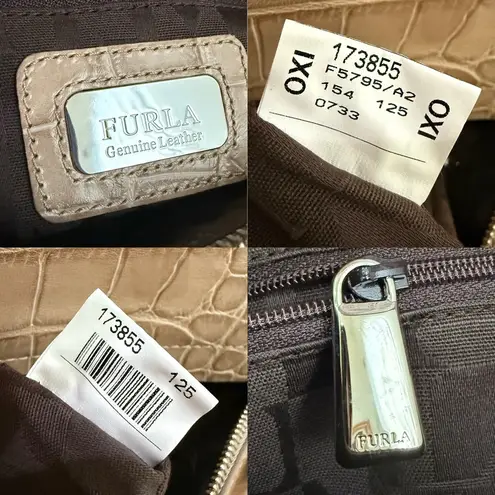 FURLA
Genuine Leather
OXI
173855
F5795/A2
154 125
0733
OXI
173855
125
FURLA